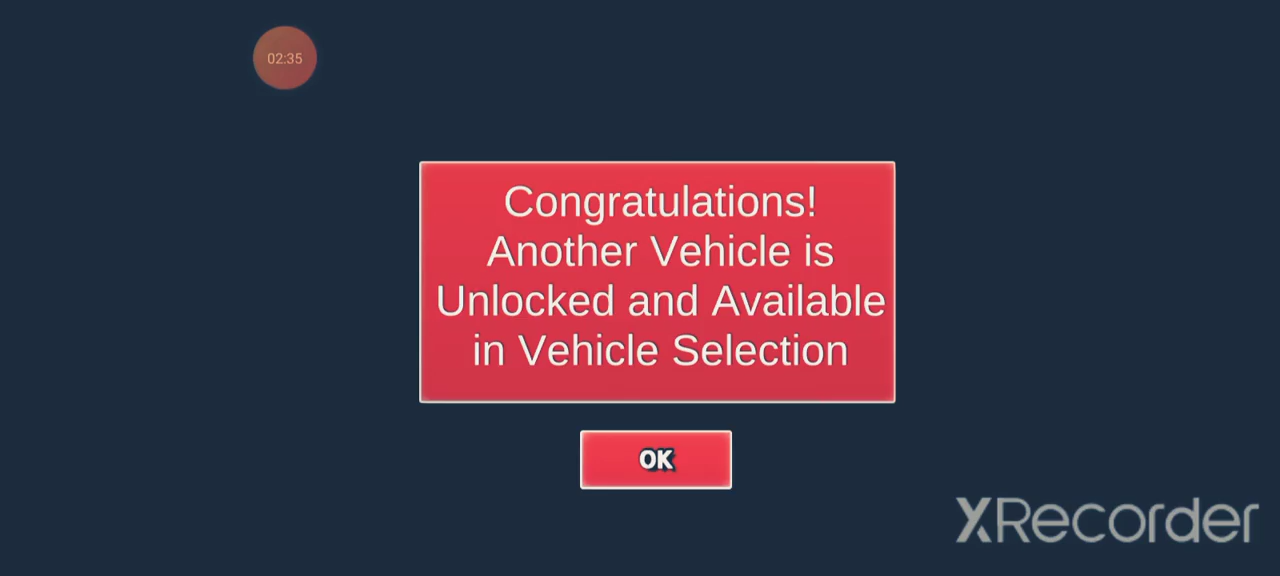 02:35
Congratulations!
Another Vehicle is
Unlocked and Available
in Vehicle Selection
OK
XRecorder